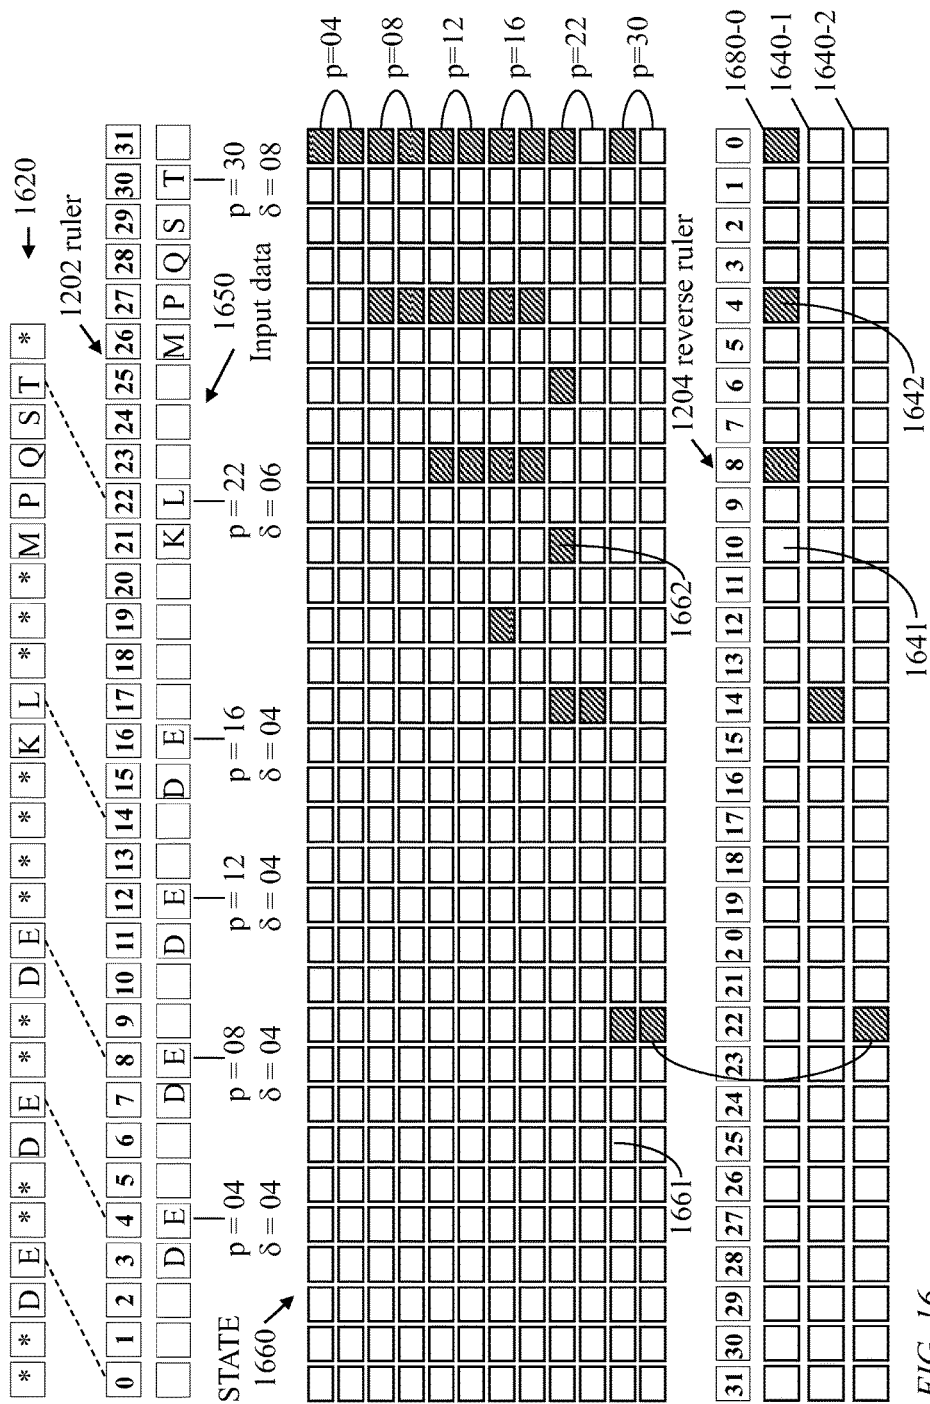 * * D E * * D E * * D E * * * * K L * * * M P Q S T * ← 1620
1202 ruler
0 1 2 3 4 5 6 7 8 9 10 11 12 13 14 15 16 17 18 19 20 21 22 23 24 25 26 27 28 29 30 31
D E D E D E D E K L M P Q S T
1650
Input data
p=04
δ=04
p=08
δ=04
p=12
δ=04
p=16
δ=04
p=22
δ=06
p=30
δ=08
STATE
1660
p=04
p=08
p=12
p=16
p=22
p=30
1661
1662
1204 reverse ruler
31 30 29 28 27 26 25 24 23 22 21 20 19 18 17 16 15 14 13 12 11 10 9 8 7 6 5 4 3 2 1 0
1680-0
1640-1
1640-2
1641
1642
FIG. 16